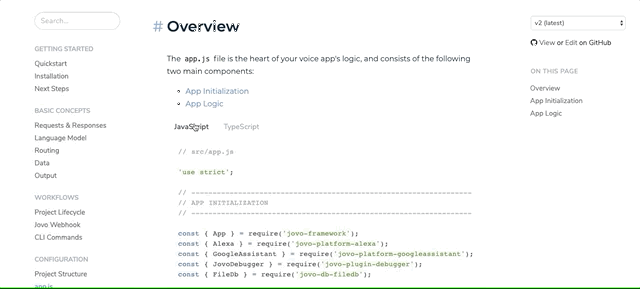 Search...
GETTING STARTED
Quickstart
Installation
Next Steps
BASIC CONCEPTS
Requests & Responses
Language Model
Routing
Data
Output
WORKFLOWS
Project Lifecycle
Jovo Webhook
CLI Commands
CONFIGURATION
Project Structure
app.js
# Overview
The app.js file is the heart of your voice app's logic, and consists of the following
two main components:
App Initialization
App Logic
JavaScript TypeScript
// src/app.js
'use strict';
// ------------------------------------------------------------------
// APP INITIALIZATION
// ------------------------------------------------------------------
const { App } = require('jovo-framework');
const { Alexa } = require('jovo-platform-alexa');
const { GoogleAssistant } = require('jovo-platform-googleassistant');
const { JovoDebugger } = require('jovo-plugin-debugger');
const { FileDb } = require('jovo-db-filedb');
v2 (latest)
View or Edit on GitHub
ON THIS PAGE
Overview
App Initialization
App Logic